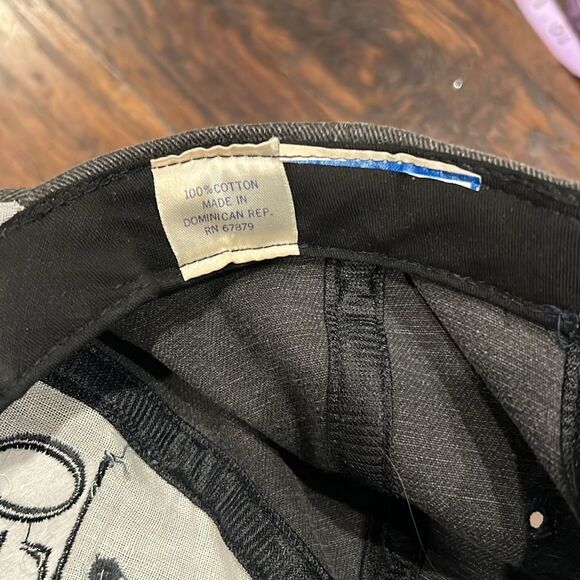 100% COTTON
MADE IN
DOMINICAN REP.
RN 67879